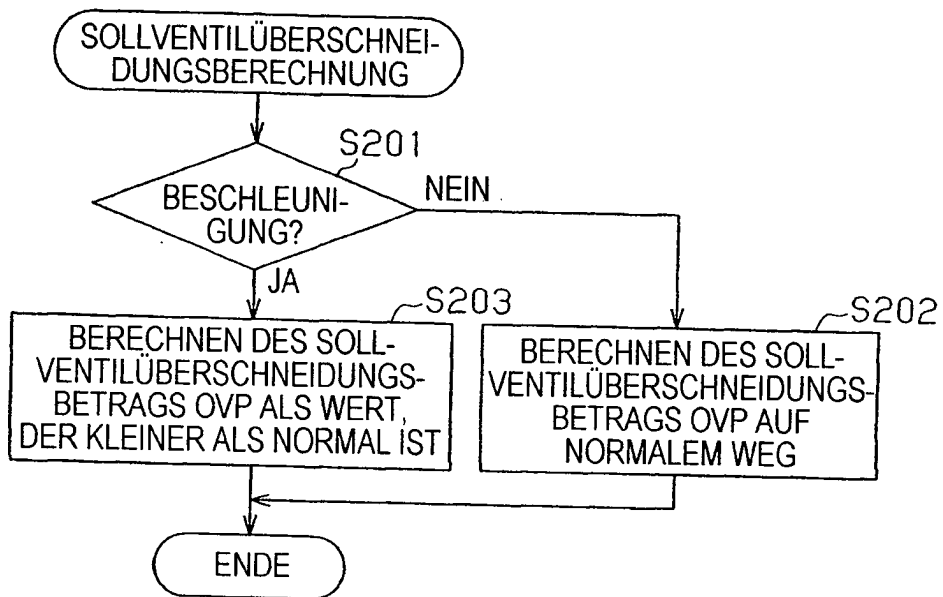 SOLLVENTILÜBERSCHNEI-
DUNGSBERECHNUNG
S201
BESCHLEUNI-
GUNG?
NEIN
JA
S203
BERECHNEN DES SOLL-
VENTILÜBERSCHNEIDUNGS-
BETRAGS OVP ALS WERT,
DER KLEINER ALS NORMAL IST
S202
BERECHNEN DES SOLL-
VENTILÜBERSCHNEIDUNGS-
BETRAGS OVP AUF
NORMALEM WEG
ENDE